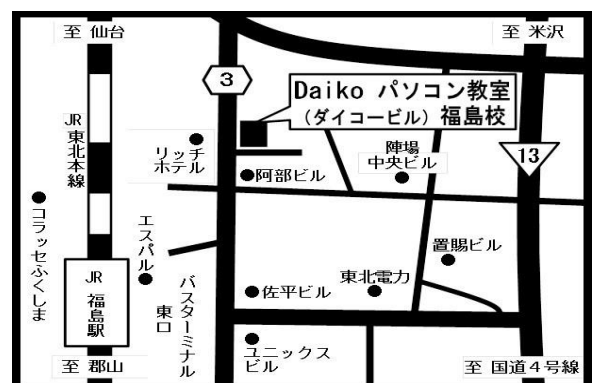 至 仙台
至 米沢
3
Daiko パソコン教室
（ダイコービル）福島校
JR東北本線
リッチ
ホテル
阿部ビル
陣場
中央ビル
13
コラッセふくしま
エスパル
置賜ビル
東北電力
佐平ビル
JR
福島駅
バスターミナル
東口
ユニックス
ビル
至 郡山
至 国道4号線